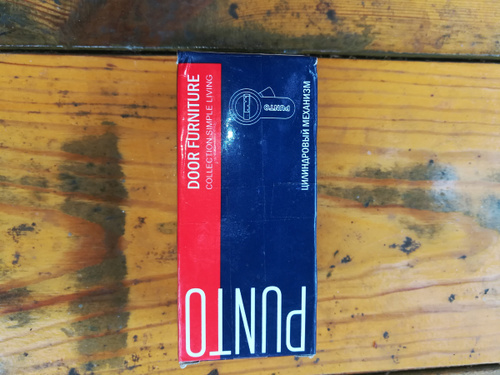 DOOR FURNITURE
COLLECTION SIMPLE LIVING
PUNTO
ЦИЛИНДРОВЫЙ МЕХАНИЗМ
PUNTO